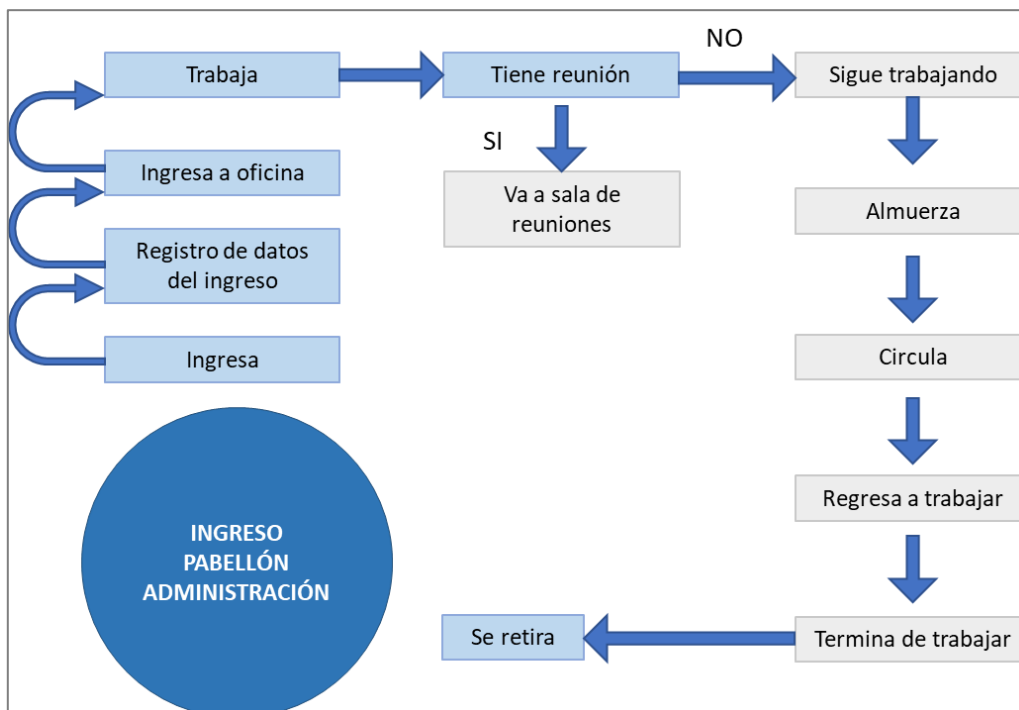 NO
Trabaja
Tiene reunión
Sigue trabajando
SI
Ingresa a oficina
Va a sala de
reuniones
Almuerza
Registro de datos
del ingreso
Ingresa
Circula
Regresa a trabajar
INGRESO
PABELLÓN
ADMINISTRACIÓN
Se retira
Termina de trabajar